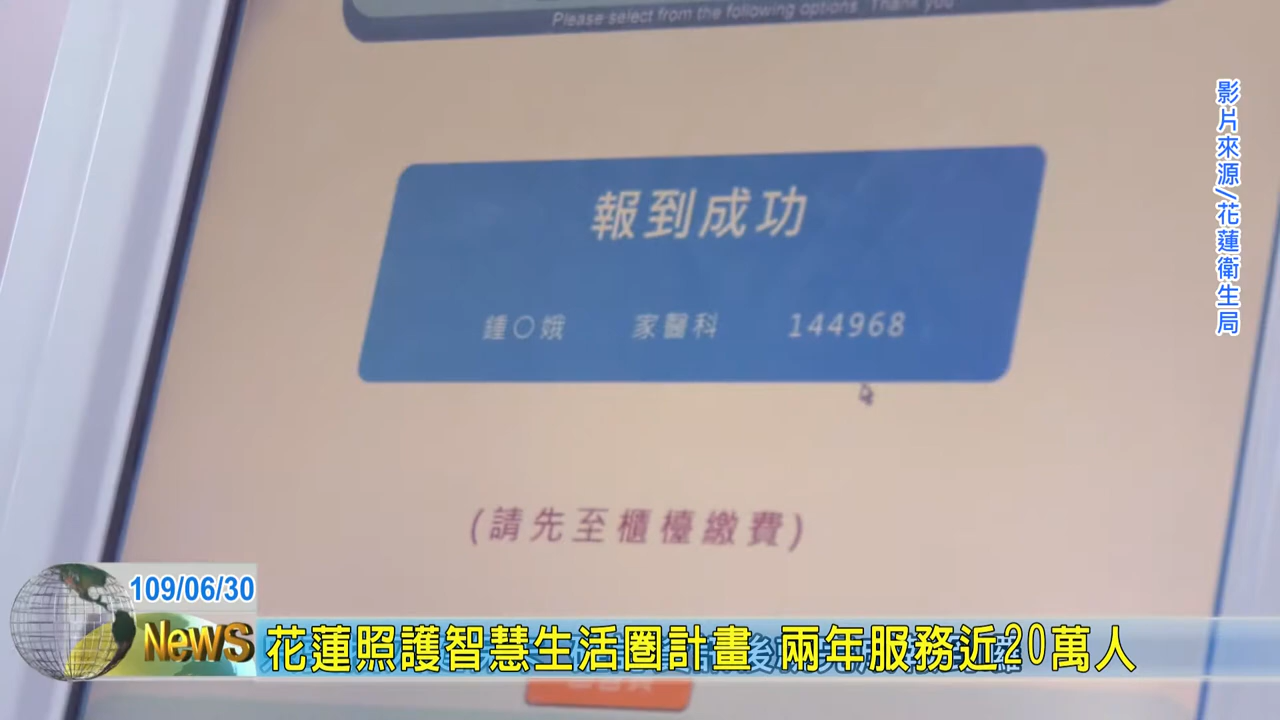 Please select from the following options. Thank you
報到成功
鍾〇娥 家醫科 144968
(請先至櫃檯繳費)
影片來源/花蓮衛生局
109/06/30
NewS
花蓮照護智慧生活圈計畫 兩年服務近20萬人